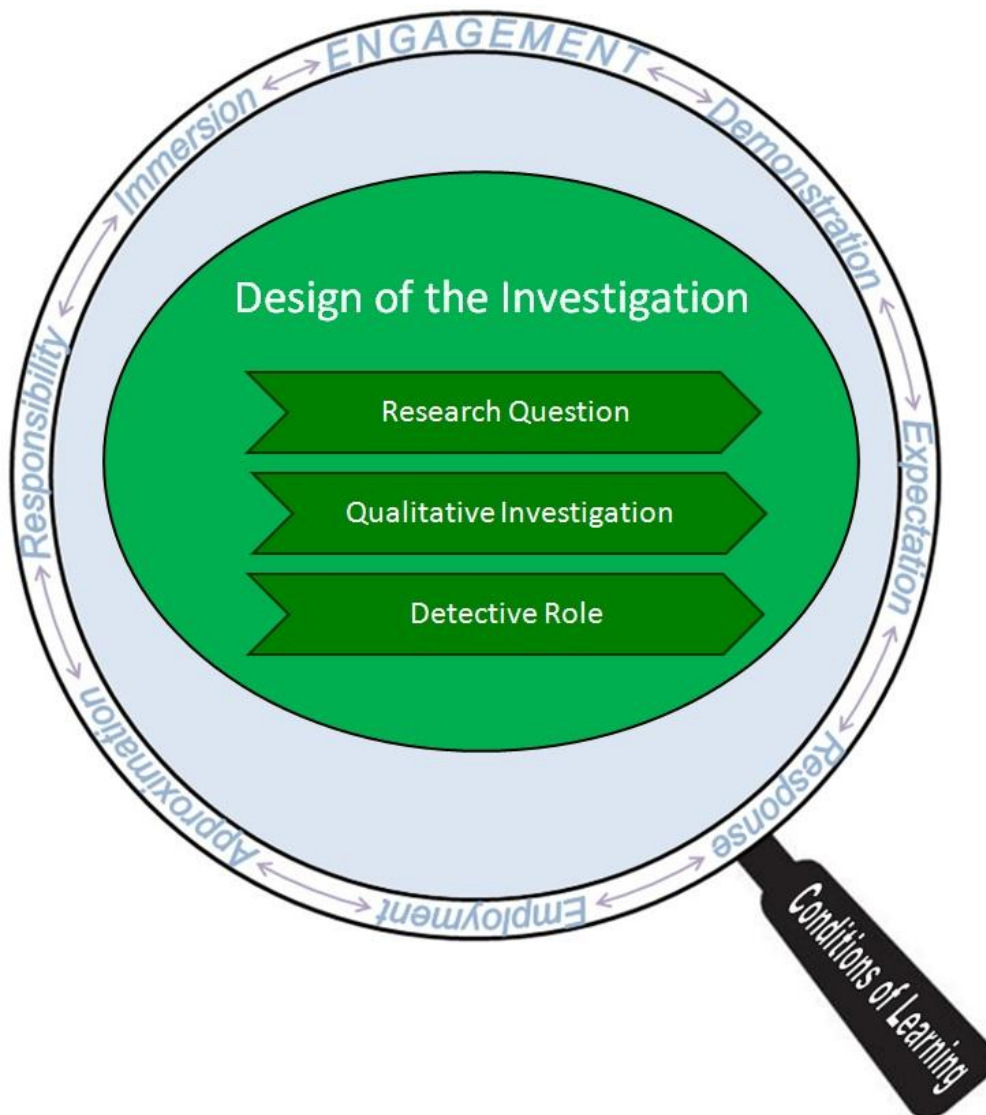 ENGAGEMENT
Demonstration
Expectation
Response
Employment
Approximation
Responsibility
Immersion
Design of the Investigation
Research Question
Qualitative Investigation
Detective Role
Conditions of Learning